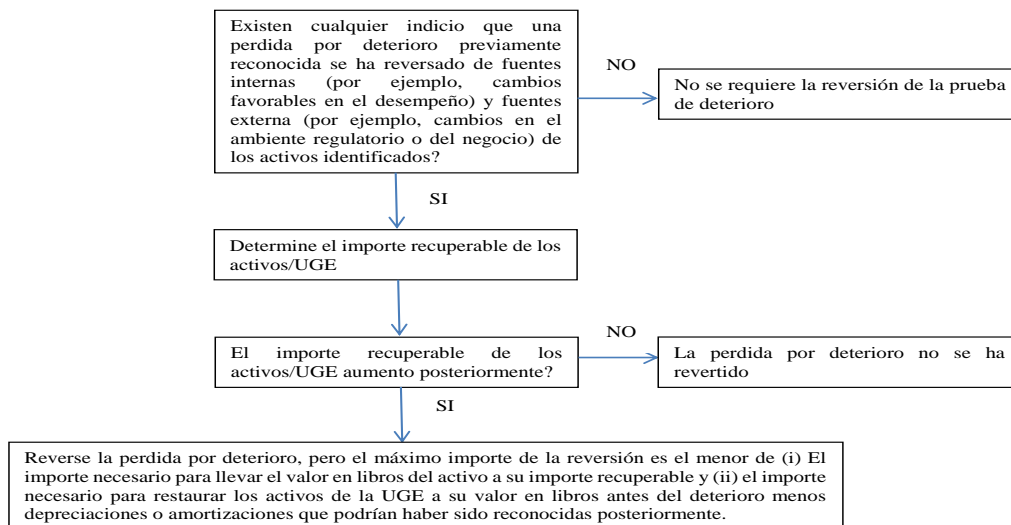 Existen cualquier indicio que una
perdida por deterioro previamente
reconocida se ha reversado de fuentes
internas (por ejemplo, cambios
favorables en el desempeño) y fuentes
externa (por ejemplo, cambios en el
ambiente regulatorio o del negocio) de
los activos identificados?
NO
No se requiere la reversión de la prueba
de deterioro
SI
Determine el importe recuperable de los
activos/UGE
El importe recuperable de los
activos/UGE aumento posteriormente?
NO
La perdida por deterioro no se ha
revertido
SI
Reverse la perdida por deterioro, pero el máximo importe de la reversión es el menor de (i) El
importe necesario para llevar el valor en libros del activo a su importe recuperable y (ii) el importe
necesario para restaurar los activos de la UGE a su valor en libros antes del deterioro menos
depreciaciones o amortizaciones que podrían haber sido reconocidas posteriormente.